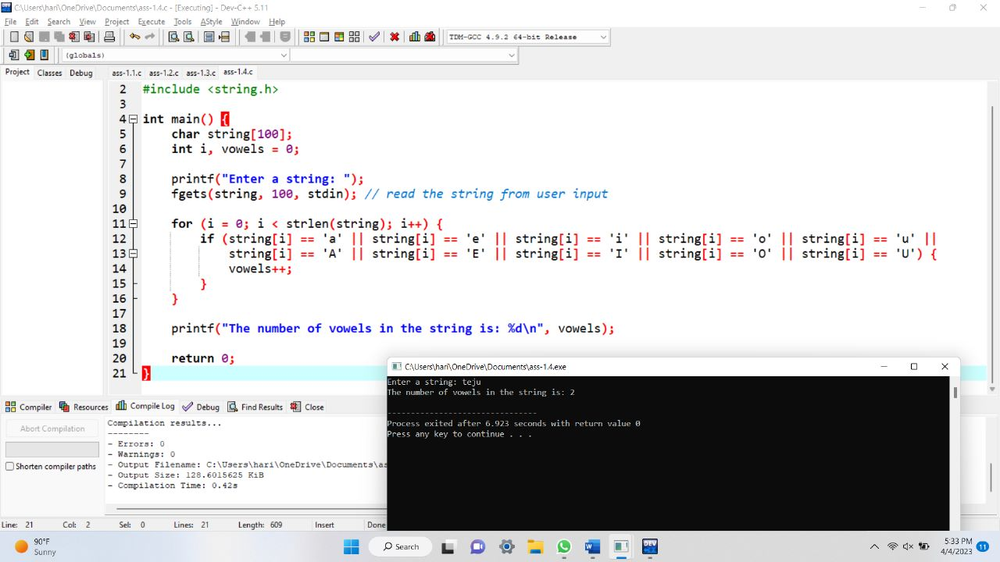 C:\Users\hari\OneDrive\Documents\ass-1.4.c - [Executing] - Dev-C++ 5.11
File Edit Search View Project Execute Tools AStyle Window Help
TDM-GCC 4.9.2 64-bit Release
(globals)
Project Classes Debug
ass-1.1.c ass-1.2.c ass-1.3.c ass-1.4.c
2 #include <string.h>
3
4 int main() {
5 char string[100];
6 int i, vowels = 0;
7
8 printf("Enter a string: ");
9 fgets(string, 100, stdin); // read the string from user input
10
11 for (i = 0; i < strlen(string); i++) {
12 if (string[i] == 'a' || string[i] == 'e' || string[i] == 'i' || string[i] == 'o' || string[i] == 'u' ||
13 string[i] == 'A' || string[i] == 'E' || string[i] == 'I' || string[i] == 'O' || string[i] == 'U') {
14 vowels++;
15 }
16 }
17
18 printf("The number of vowels in the string is: %d\n", vowels);
19
20 return 0;
21 }
C:\Users\hari\OneDrive\Documents\ass-1.4.exe
Enter a string: teju
The number of vowels in the string is: 2
--------------------------------
Process exited after 6.923 seconds with return value 0
Press any key to continue . . .
Compiler Resources Compile Log Debug Find Results Close
Abort Compilation
Shorten compiler paths
Compilation results...
--------
- Errors: 0
- Warnings: 0
- Output Filename: C:\Users\hari\OneDrive\Documents\as
- Output Size: 128.6015625 KiB
- Compilation Time: 0.42s
Line: 21 Col: 2 Sel: 0 Lines: 21 Length: 609 Insert Done
90°F
Sunny
Search
DEV
5:33 PM
4/4/2023
11